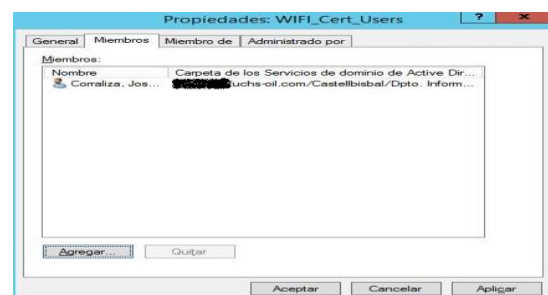 Propiedades: WIFI_Cert_Users ? ×
General Miembros Miembro de Administrado por
Miembros:
Nombre Carpeta de los Servicios de dominio de Active Dir...
Corraliza, Jos... uchs-oil.com/Castellbisbal/Dpto. Inform...
Agregar... Quitar
Aceptar Cancelar Aplicar